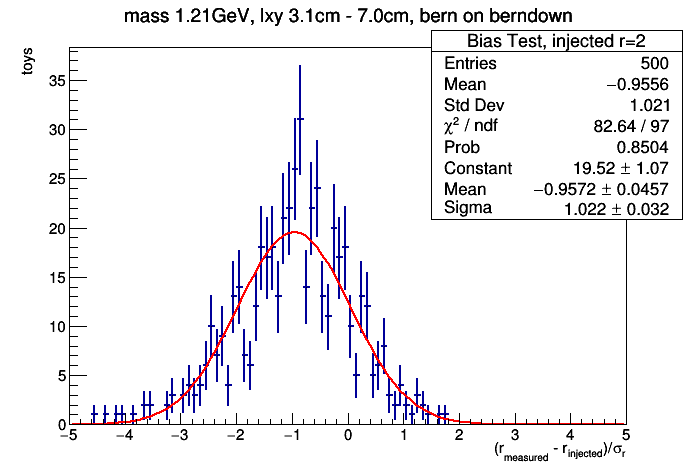 mass 1.21GeV, lxy 3.1cm - 7.0cm, bern on berndown
Bias Test, injected r=2
Entries 500
Mean −0.9556
Std Dev 1.021
χ² / ndf 82.64 / 97
Prob 0.8504
Constant 19.52 ± 1.07
Mean −0.9572 ± 0.0457
Sigma 1.022 ± 0.032
toys
35
30
25
20
15
10
5
0
−5 −4 −3 −2 −1 0 1 2 3 4 5
(r_measured - r_injected)/σ_r